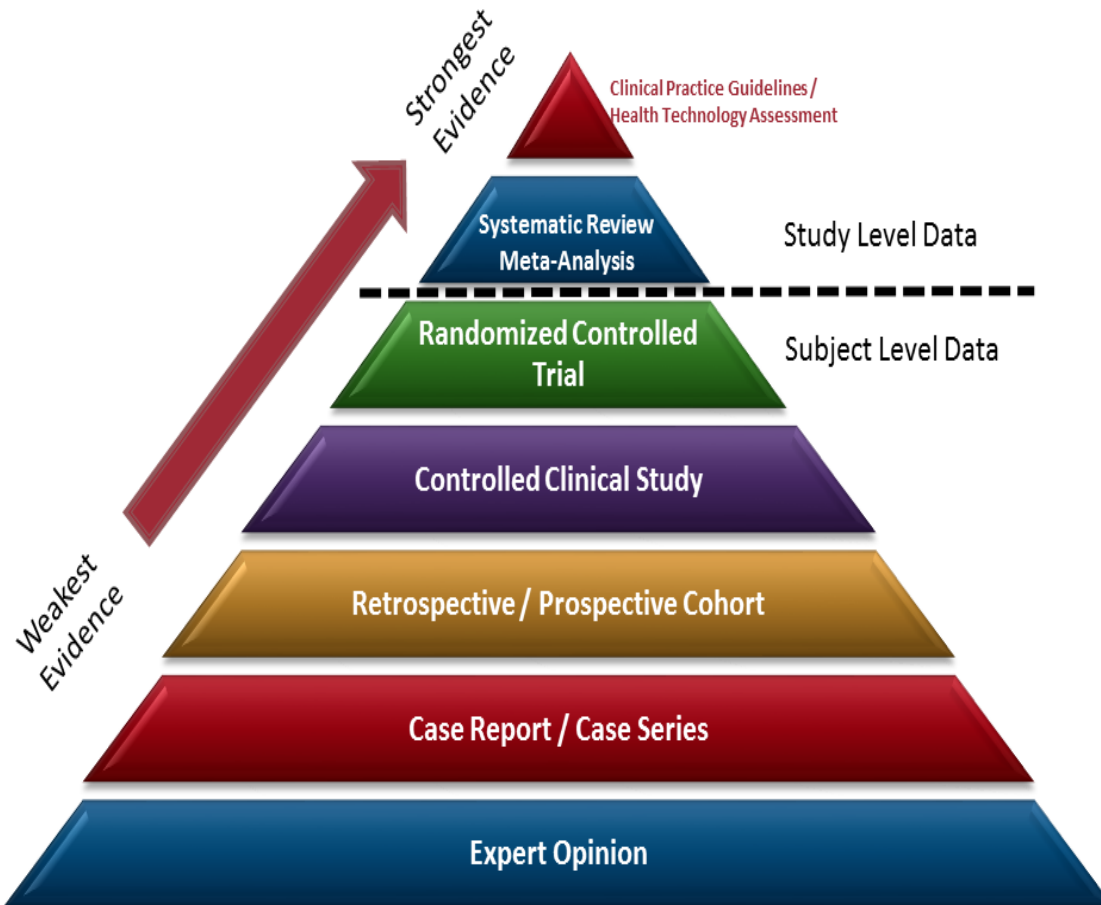 Strongest
Evidence
Clinical Practice Guidelines /
Health Technology Assessment
Systematic Review
Meta-Analysis
Study Level Data
Randomized Controlled
Trial
Subject Level Data
Controlled Clinical Study
Weakest
Evidence
Retrospective / Prospective Cohort
Case Report / Case Series
Expert Opinion